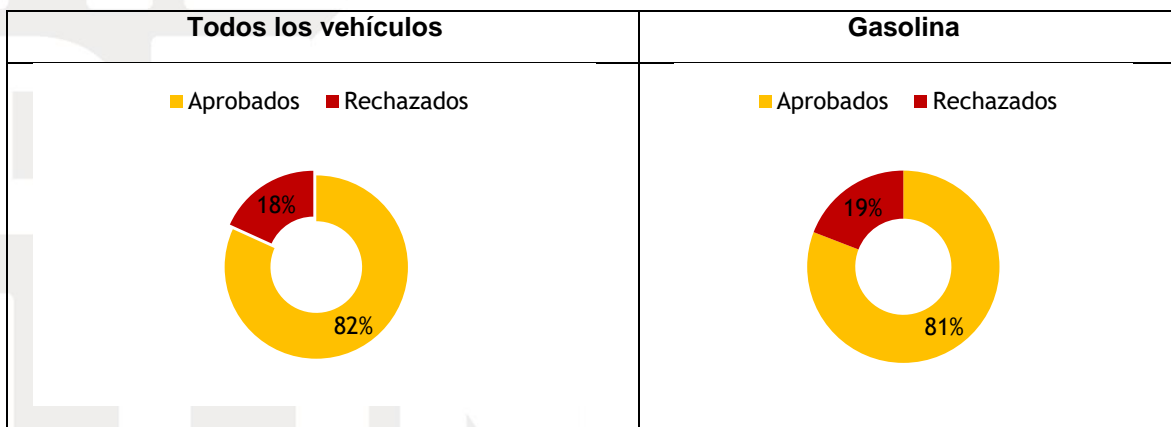 Todos los vehículos
Gasolina
Aprobados Rechazados
18%
82%
Aprobados Rechazados
19%
81%